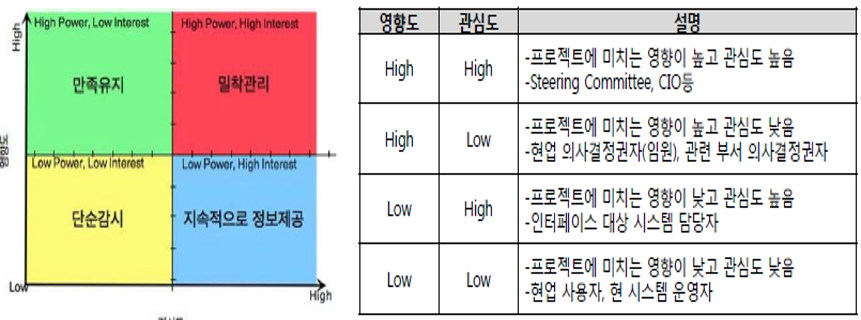 High
High Power, Low Interest
High Power, High Interest
만족유지
밀착관리
영향도
Low Power, Low Interest
Low Power, High Interest
단순감시
지속적으로 정보제공
Low
High
영향도 관심도 설명
High High
-프로젝트에 미치는 영향이 높고 관심도 높음
-Steering Committee, CIO등
High Low
-프로젝트에 미치는 영향이 높고 관심도 낮음
-현업 의사결정권자(임원), 관련 부서 의사결정권자
Low High
-프로젝트에 미치는 영향이 낮고 관심도 높음
-인터페이스 대상 시스템 담당자
Low Low
-프로젝트에 미치는 영향이 낮고 관심도 낮음
-현업 사용자, 현 시스템 운영자